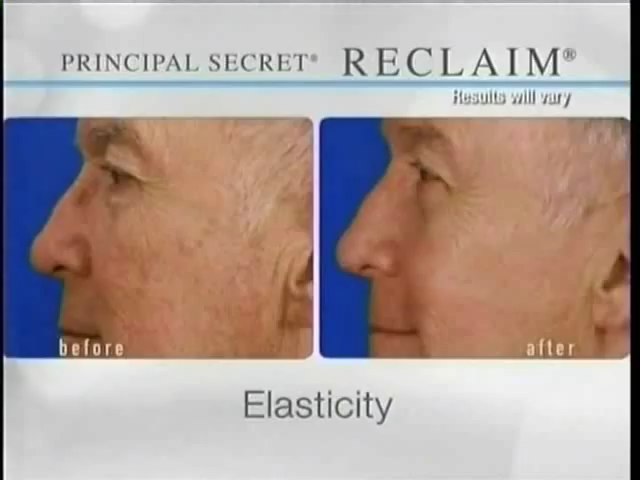 PRINCIPAL SECRET® RECLAIM®
Results will vary
before
after
Elasticity